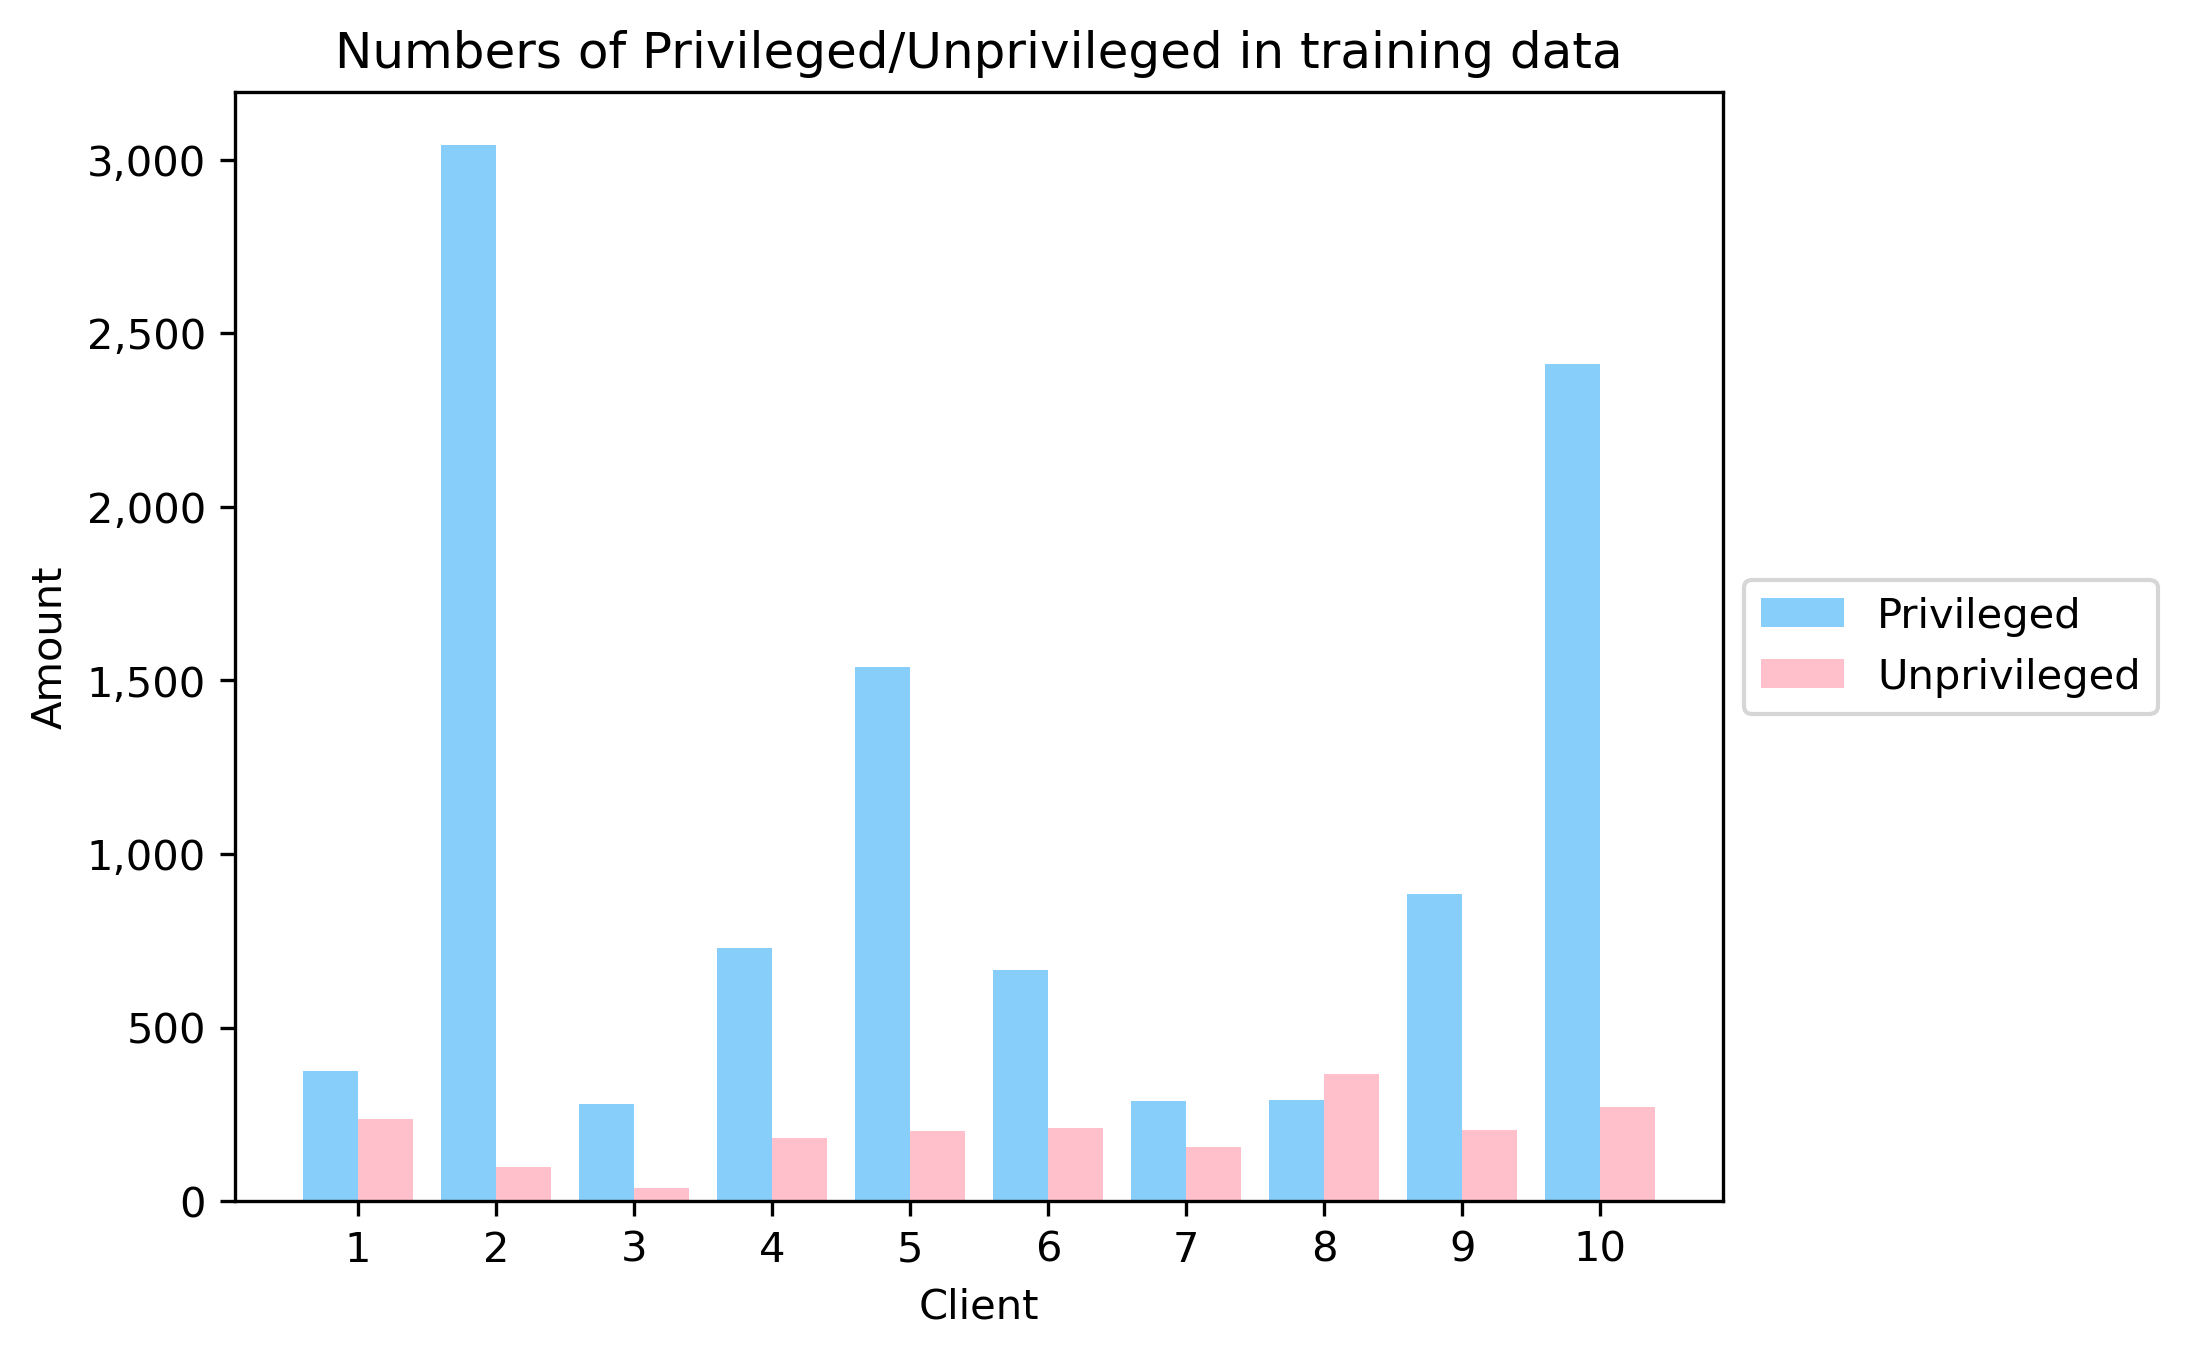 Numbers of Privileged/Unprivileged in training data
3,000
2,500
2,000
1,500
1,000
500
0
Amount
1 2 3 4 5 6 7 8 9 10
Client
Privileged
Unprivileged